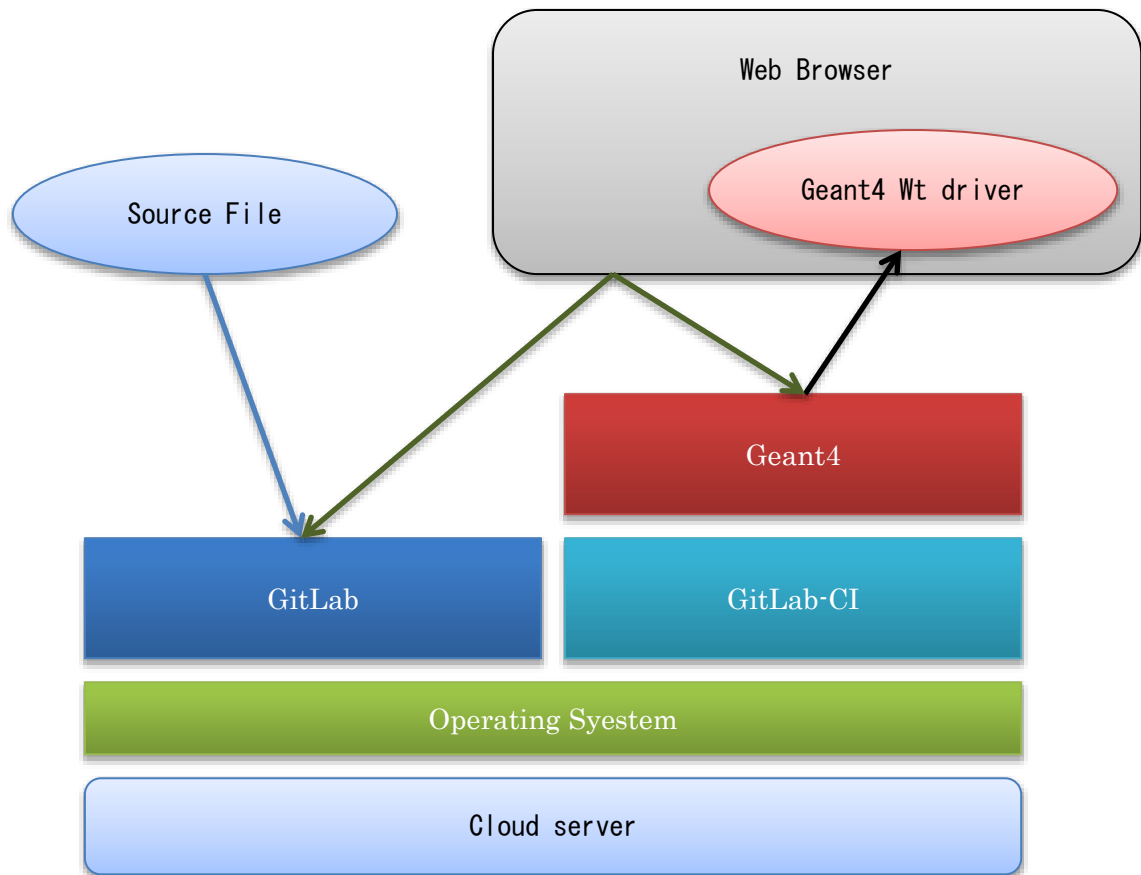 Web Browser
Geant4 Wt driver
Source File
Geant4
GitLab
GitLab-CI
Operating Syestem
Cloud server